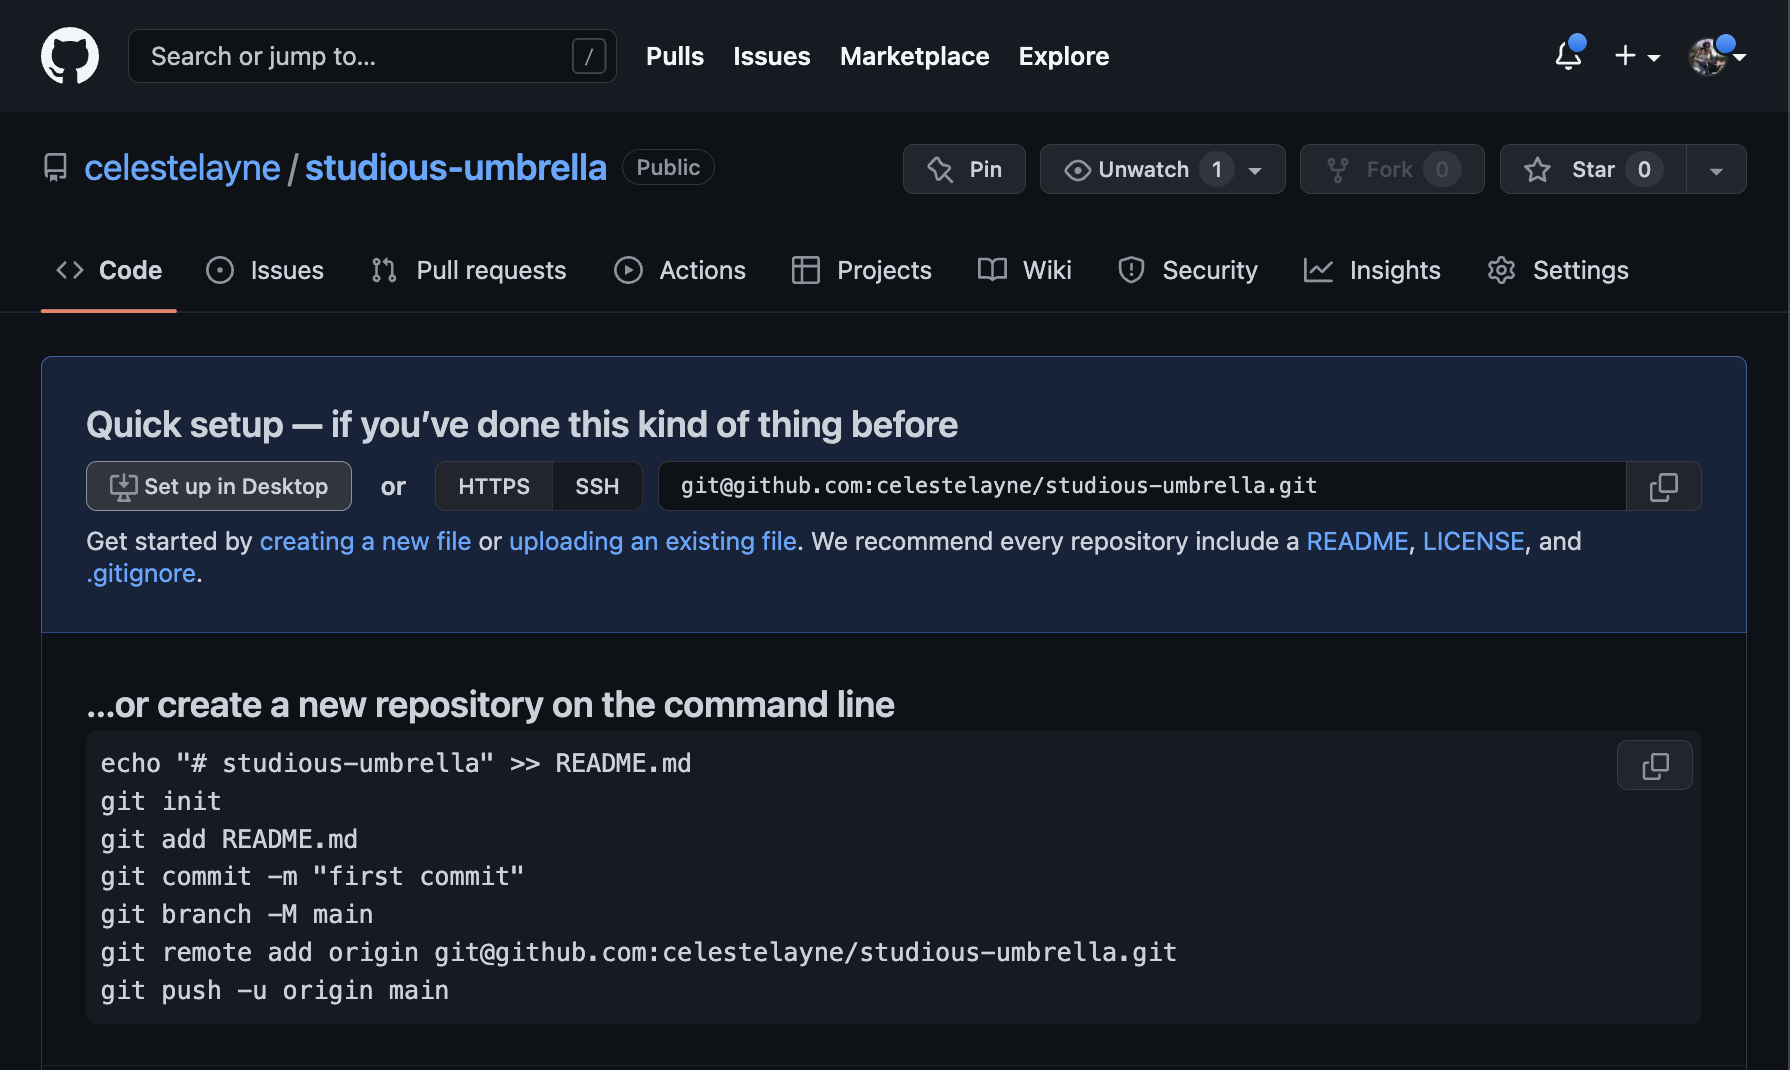 Search or jump to... /
Pulls Issues Marketplace Explore
celestelayne / studious-umbrella Public
Pin Unwatch 1 Fork 0 Star 0
Code Issues Pull requests Actions Projects Wiki Security Insights Settings
Quick setup — if you’ve done this kind of thing before
Set up in Desktop or HTTPS SSH git@github.com:celestelayne/studious-umbrella.git
Get started by creating a new file or uploading an existing file. We recommend every repository include a README, LICENSE, and
.gitignore.
…or create a new repository on the command line
echo "# studious-umbrella" >> README.md
git init
git add README.md
git commit -m "first commit"
git branch -M main
git remote add origin git@github.com:celestelayne/studious-umbrella.git
git push -u origin main